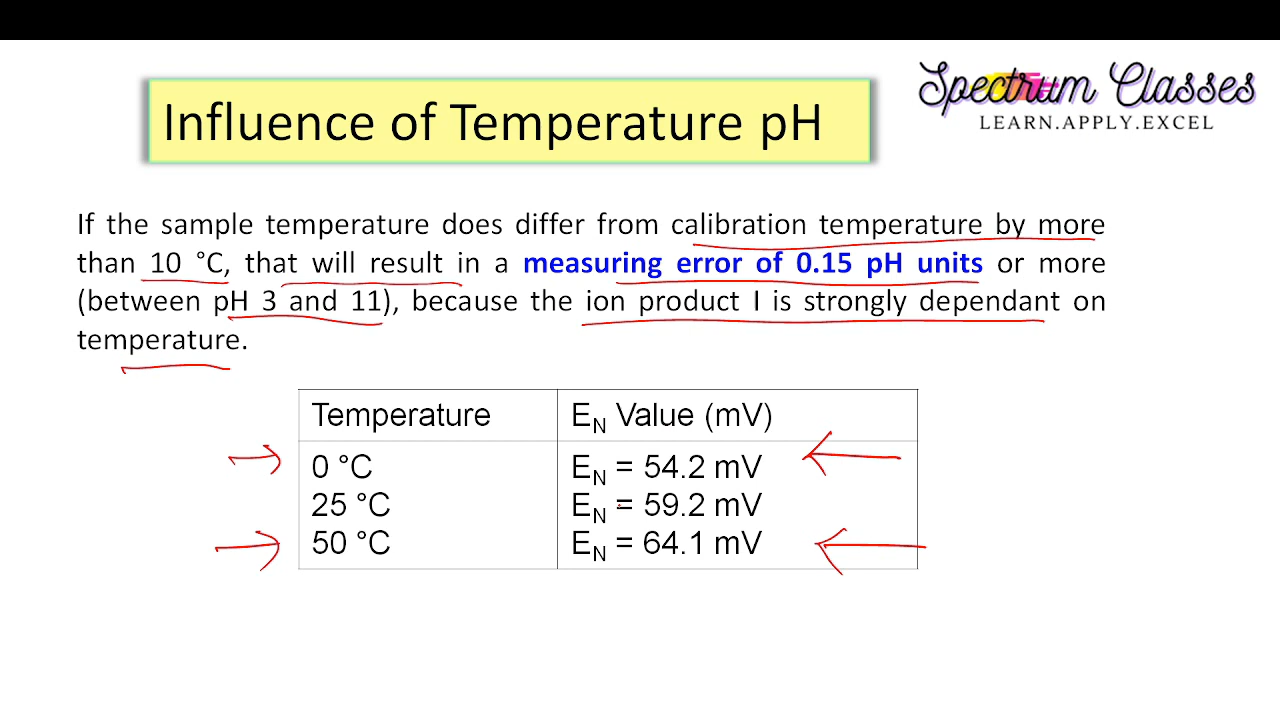 Spectrum Classes
LEARN.APPLY.EXCEL
Influence of Temperature pH
If the sample temperature does differ from calibration temperature by more
than 10 °C, that will result in a measuring error of 0.15 pH units or more
(between pH 3 and 11), because the ion product I is strongly dependant on
temperature.
Temperature EN Value (mV)
0 °C EN = 54.2 mV
25 °C EN = 59.2 mV
50 °C EN = 64.1 mV